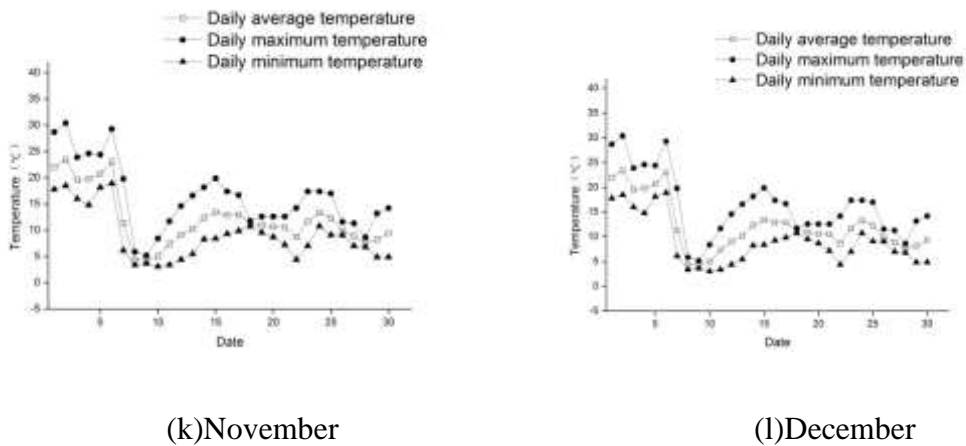 Daily average temperature
Daily maximum temperature
Daily minimum temperature
40
35
30
25
20
15
10
5
0
-5
Temperature (℃)
5 10 15 20 25 30
Date
(k)November
Daily average temperature
Daily maximum temperature
Daily minimum temperature
40
35
30
25
20
15
10
5
0
-5
Temperature (℃)
5 10 15 20 25 30
Date
(l)December